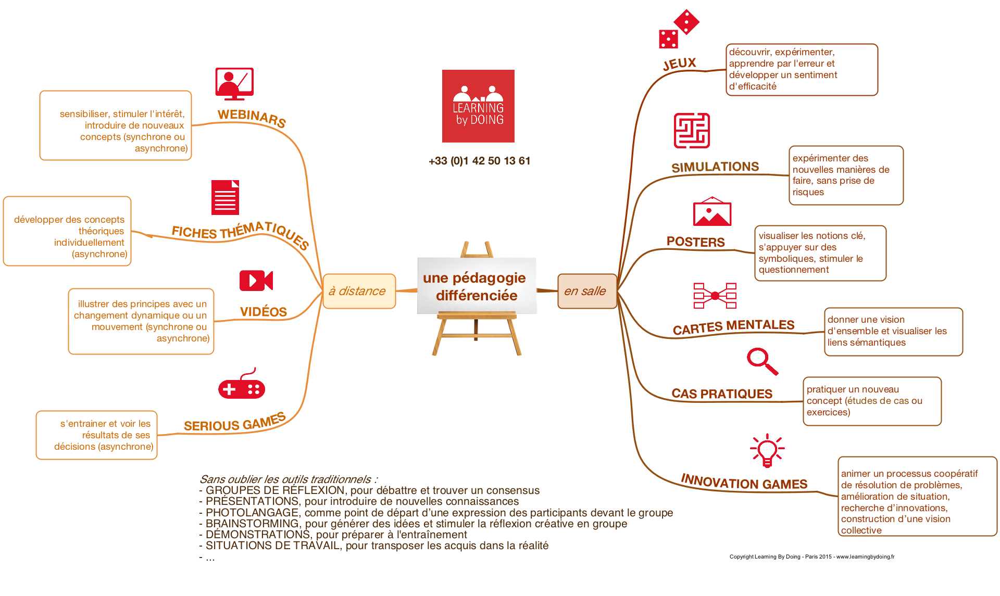 LEARNING
by DOING
+33 (0)1 42 50 13 61
une pédagogie
différenciée
à distance
WEBINARS
sensibiliser, stimuler l'intérêt,
introduire de nouveaux
concepts (synchrone ou
asynchrone)
FICHES THÉMATIQUES
développer des concepts
théoriques
individuellement
(asynchrone)
VIDÉOS
illustrer des principes avec un
changement dynamique ou un
mouvement (synchrone ou
asynchrone)
SERIOUS GAMES
s'entrainer et voir les
résultats de ses
décisions (asynchrone)
en salle
JEUX
découvrir, expérimenter,
apprendre par l'erreur et
développer un sentiment
d'efficacité
SIMULATIONS
expérimenter des
nouvelles manières de
faire, sans prise de
risques
POSTERS
visualiser les notions clé,
s'appuyer sur des
symboliques, stimuler le
questionnement
CARTES MENTALES
donner une vision
d'ensemble et visualiser les
liens sémantiques
CAS PRATIQUES
pratiquer un nouveau
concept (études de cas ou
exercices)
INNOVATION GAMES
animer un processus coopératif
de résolution de problèmes,
amélioration de situation,
recherche d’innovations,
construction d’une vision
collective
Sans oublier les outils traditionnels :
- GROUPES DE RÉFLEXION, pour débattre et trouver un consensus
- PRÉSENTATIONS, pour introduire de nouvelles connaissances
- PHOTOLANGAGE, comme point de départ d’une expression des participants devant le groupe
- BRAINSTORMING, pour générer des idées et stimuler la réflexion créative en groupe
- DÉMONSTRATIONS, pour préparer à l'entraînement
- SITUATIONS DE TRAVAIL, pour transposer les acquis dans la réalité
- ...
Copyright Learning By Doing - Paris 2015 - www.learningbydoing.fr